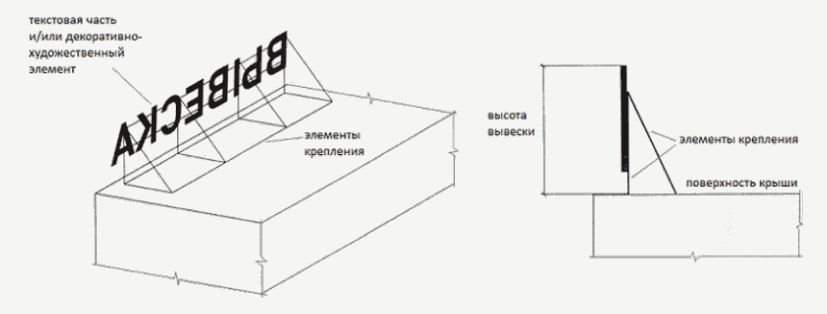 текстовая часть
и/или декоративно-
художественный
элемент
ВЫВЕСКА
элементы
крепления
высота
вывески
элементы крепления
поверхность крыши